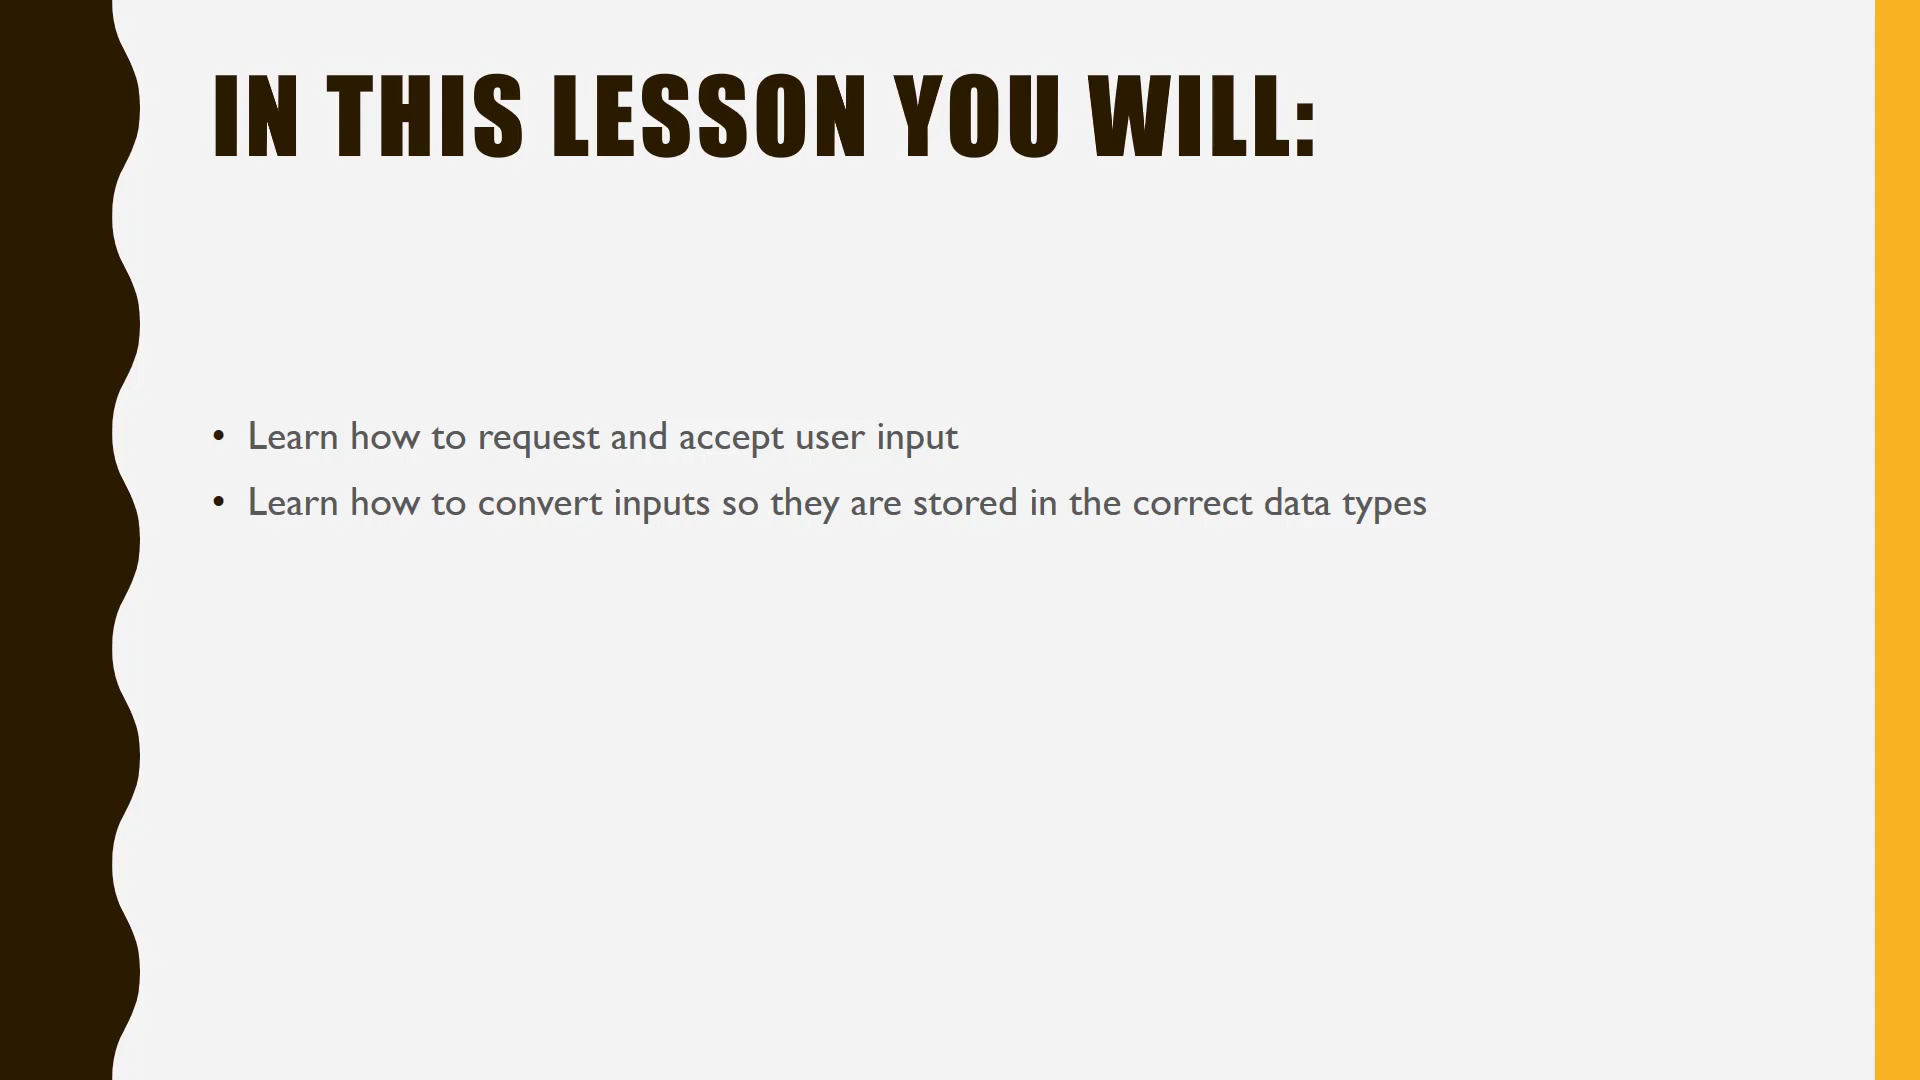 IN THIS LESSON YOU WILL:
• Learn how to request and accept user input
• Learn how to convert inputs so they are stored in the correct data types